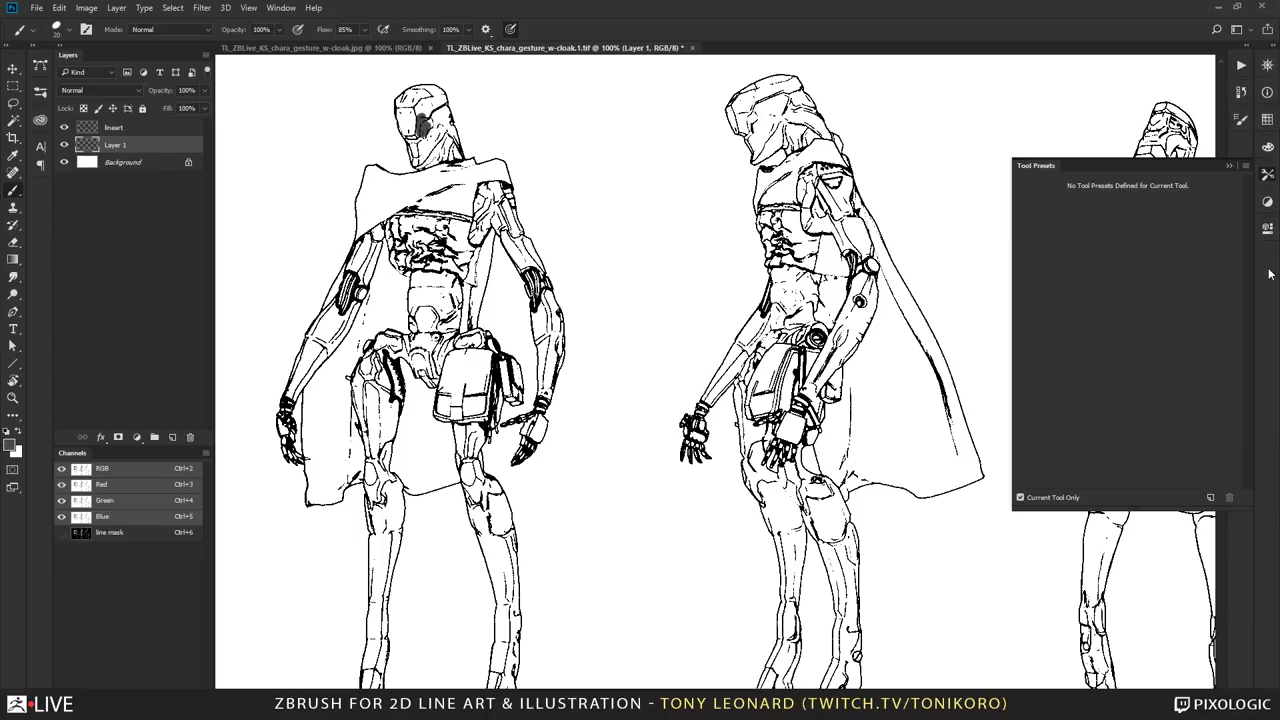 Ps File Edit Image Layer Type Select Filter 3D View Window Help
20 Mode: Normal Opacity: 100% Flow: 85% Smoothing: 100%
TL_ZBLive_KS_chara_gesture_w-cloak.jpg @ 100% (RGB/8) × TL_ZBLive_KS_chara_gesture_w-cloak.1.tif @ 100% (Layer 1, RGB/8) * ×
Layers
Kind
Normal Opacity: 100%
Lock: Fill: 100%
lineart
Layer 1
Background
Channels
RGB Ctrl+2
Red Ctrl+3
Green Ctrl+4
Blue Ctrl+5
line mask Ctrl+6
Tool Presets
No Tool Presets Defined for Current Tool.
Current Tool Only
LIVE ZBRUSH FOR 2D LINE ART & ILLUSTRATION - TONY LEONARD (TWITCH.TV/TONIKORO) PIXOLOGIC